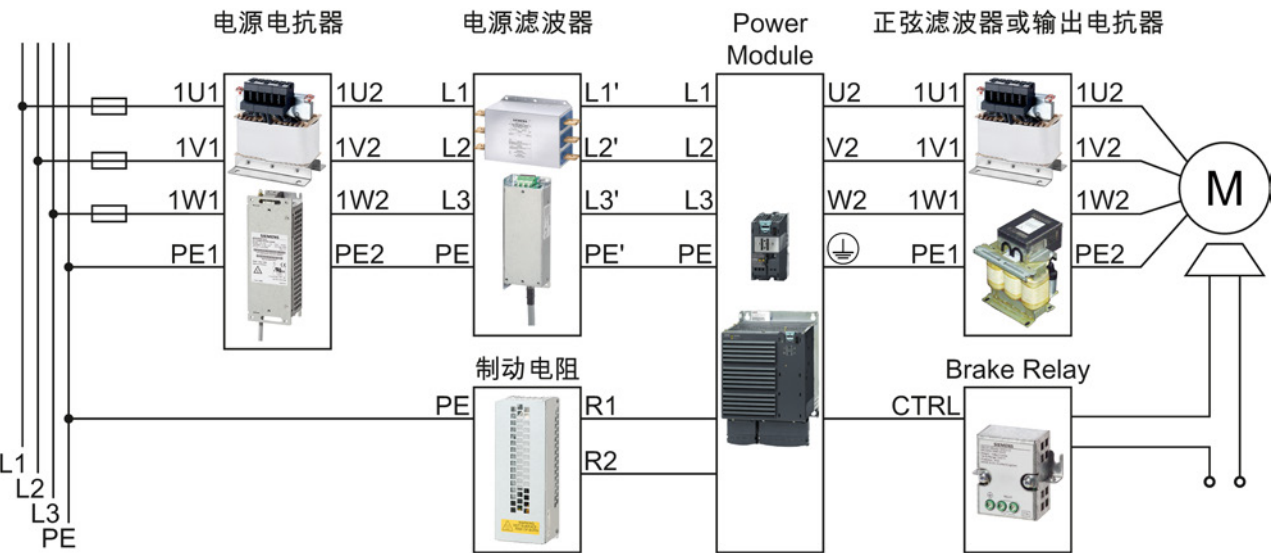 电源电抗器
电源滤波器
Power
Module
正弦滤波器或输出电抗器
1U1 1U2 L1 L1' L1 U2 1U1 1U2
1V1 1V2 L2 L2' L2 V2 1V1 1V2
1W1 1W2 L3 L3' L3 W2 1W1 1W2
PE1 PE2 PE PE' PE PE1 PE2
M
制动电阻
Brake Relay
PE R1 CTRL
R2
L1
L2
L3
PE
SIEMENS
SIEMENS